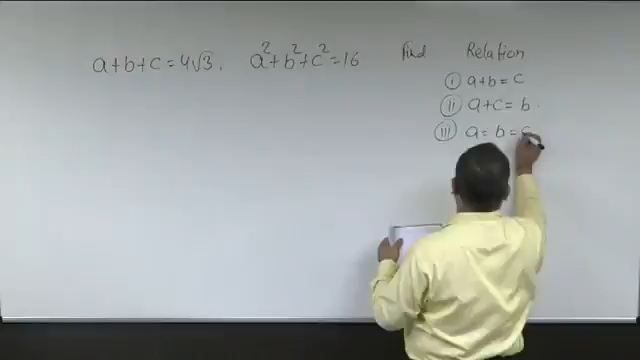 a+b+c=4√3, a²+b²+c²=16 Find Relation
(i) a+b=c
(ii) a+c=b.
(iii) a=b=c